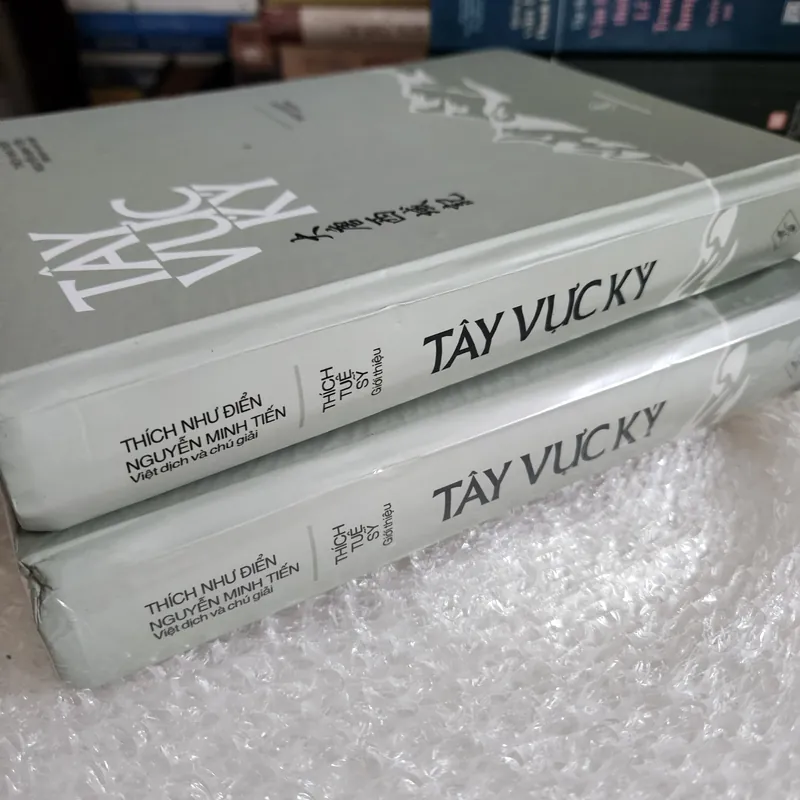 TÂY
VỰC
KÝ
大唐西域記
TÂY VỰC KÝ
THÍCH
TUỆ
SỸ
Giới thiệu
THÍCH NHƯ ĐIỂN
NGUYỄN MINH TIẾN
Việt dịch và chú giải
TÂY VỰC KÝ
THÍCH
TUỆ
SỸ
Giới thiệu
THÍCH NHƯ ĐIỂN
NGUYỄN MINH TIẾN
Việt dịch và chú giải